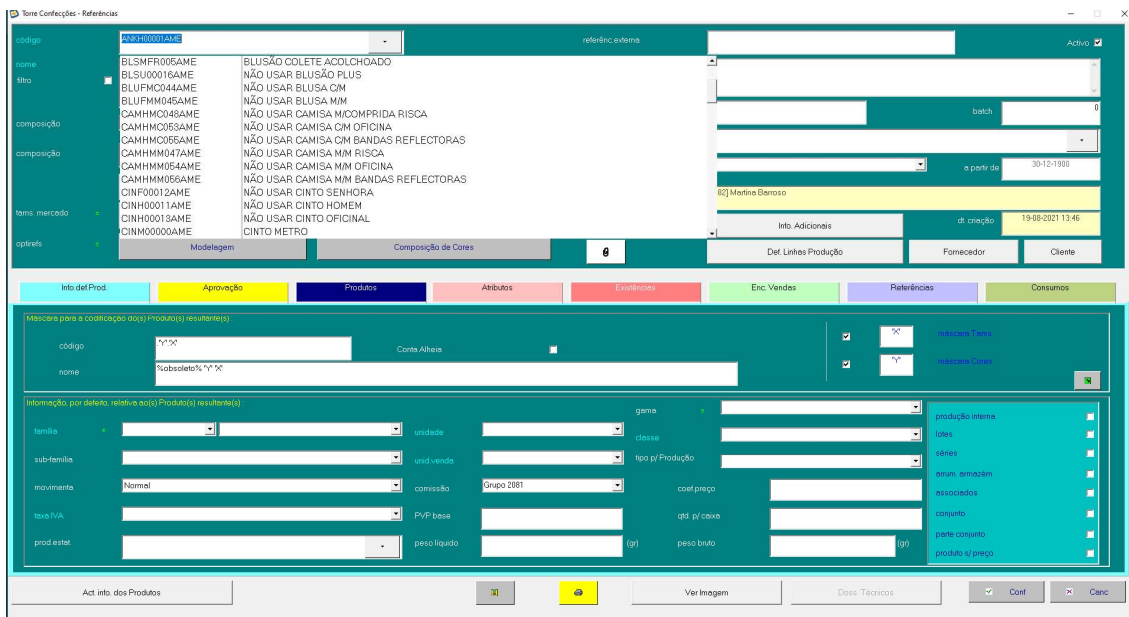 Torre Confecções - Referências
código ANKH00001AME referênc.externa Activo
nome
filtro
BLSMFR005AME BLUSÃO COLETE ACOLCHOADO
BLSU00016AME NÃO USAR BLUSÃO PLUS
BLUFMC044AME NÃO USAR BLUSA C/M
BLUFMM045AME NÃO USAR BLUSA M/M
CAMHMC048AME NÃO USAR CAMISA M/COMPRIDA RISCA
CAMHMC053AME NÃO USAR CAMISA C/M OFICINA
CAMHMC055AME NÃO USAR CAMISA C/M BANDAS REFLECTORAS
CAMHMM047AME NÃO USAR CAMISA M/M RISCA
CAMHMM054AME NÃO USAR CAMISA M/M OFICINA
CAMHMM056AME NÃO USAR CAMISA M/M BANDAS REFLECTORAS
CINF00012AME NÃO USAR CINTO SENHORA
CINH00011AME NÃO USAR CINTO HOMEM
CINH00013AME NÃO USAR CINTO OFICINAL
CINM00000AME CINTO METRO
composição batch 0
composição
a partir de 30-12-1900
82] Martina Barroso
tams. mercado Info. Adicionais dt. criação 19-08-2021 13:46
optirefs Modelagem Composição de Cores Def. Linhas Produção Fornecedor Cliente
Info.def.Prod. Aprovação Produtos Atributos Existências Enc. Vendas Referências Consumos
Máscara para a codificação do(s) Produto(s) resultante(s) :
código ."Y"."X" Conta Alheia "X" máscara Tams
nome %obsoleto% "Y" "X" "Y" máscara Cores
Informação, por defeito, relativa ao(s) Produto(s) resultante(s) :
família unidade gama produção interna
sub-família unid.venda classe lotes
movimenta Normal comissão Grupo 2081 tipo p/ Produção séries
taxa IVA PVP base coef.preço arrum. armazém
prod.estat. peso líquido (gr) qtd. p/ caixa associados
peso bruto (gr) conjunto
parte conjunto
produto s/ preço
Act. info. dos Produtos Ver Imagem Doss. Técnicos Conf Canc